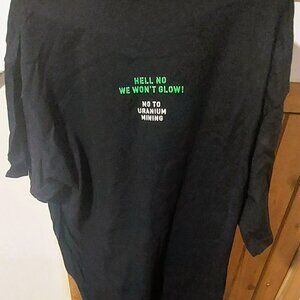 HELL NO
WE WON'T GLOW!
NO TO
URANIUM
MINING